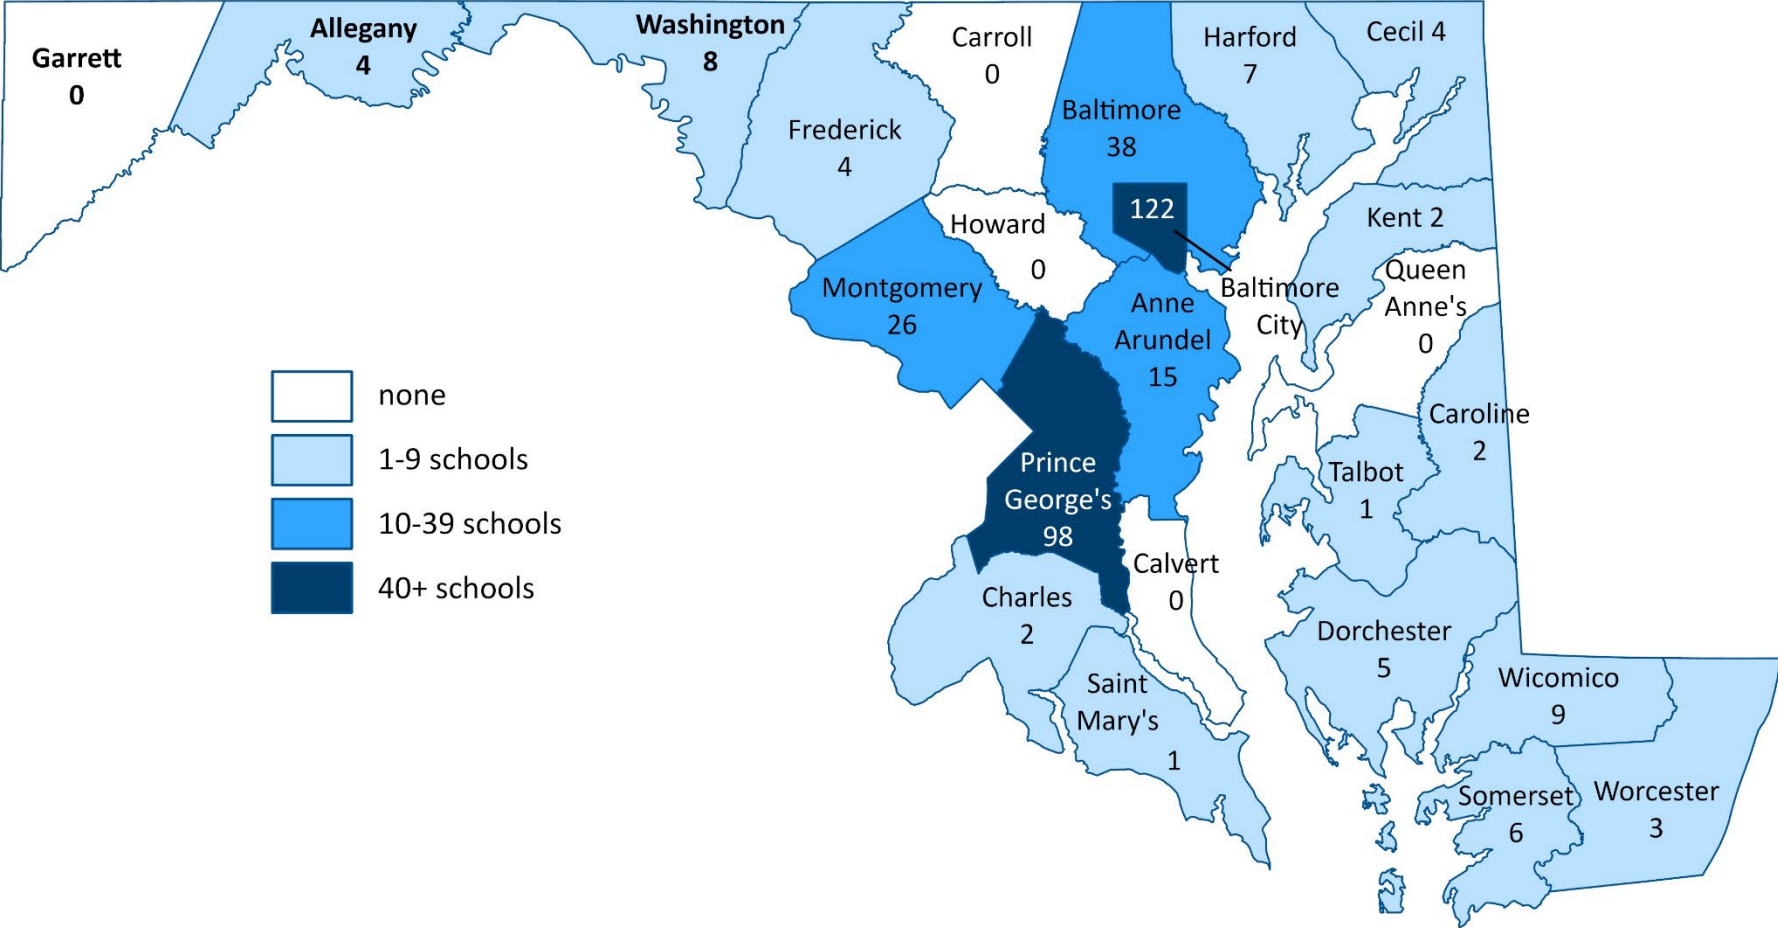 Garrett
0
Allegany
4
Washington
8
Frederick
4
Carroll
0
Baltimore
38
Harford
7
Cecil 4
122
Baltimore
City
Howard
0
Montgomery
26
Anne
Arundel
15
Kent 2
Queen
Anne's
0
Caroline
2
Talbot
1
Prince
George's
98
Calvert
0
Charles
2
Saint
Mary's
1
Dorchester
5
Wicomico
9
Somerset
6
Worcester
3
none
1-9 schools
10-39 schools
40+ schools